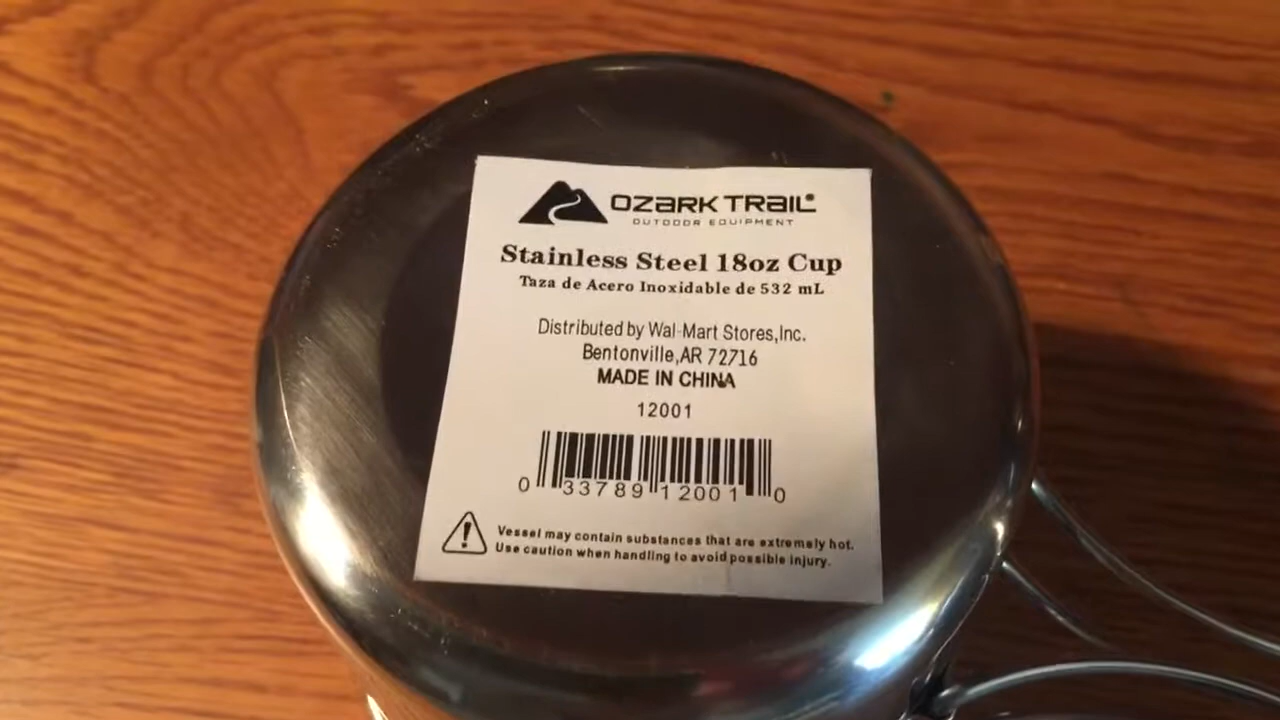 OZARK TRAIL®
OUTDOOR EQUIPMENT
Stainless Steel 18oz Cup
Taza de Acero Inoxidable de 532 mL
Distributed by Wal-Mart Stores,Inc.
Bentonville,AR 72716
MADE IN CHINA
12001
0 33789 12001 0
Vessel may contain substances that are extremely hot.
Use caution when handling to avoid possible injury.